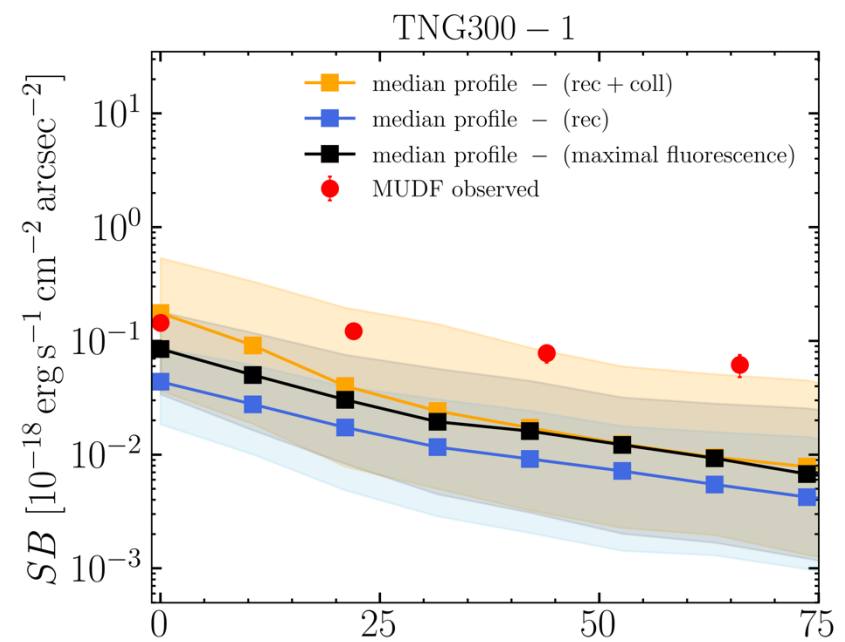 TNG300 − 1
SB [10⁻¹⁸ erg s⁻¹ cm⁻² arcsec⁻²]
median profile − (rec + coll)
median profile − (rec)
median profile − (maximal fluorescence)
MUDF observed
10¹
10⁰
10⁻¹
10⁻²
10⁻³
0 25 50 75